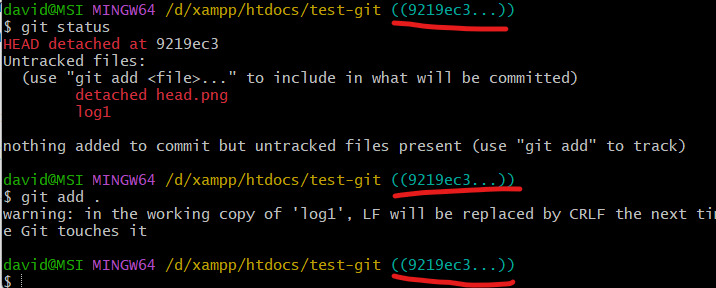 david@MSI MINGW64 /d/xampp/htdocs/test-git ((9219ec3...))
$ git status
HEAD detached at 9219ec3
Untracked files:
  (use "git add <file>..." to include in what will be committed)
        detached head.png
        log1

nothing added to commit but untracked files present (use "git add" to track)

david@MSI MINGW64 /d/xampp/htdocs/test-git ((9219ec3...))
$ git add .
warning: in the working copy of 'log1', LF will be replaced by CRLF the next tim
e Git touches it

david@MSI MINGW64 /d/xampp/htdocs/test-git ((9219ec3...))
$